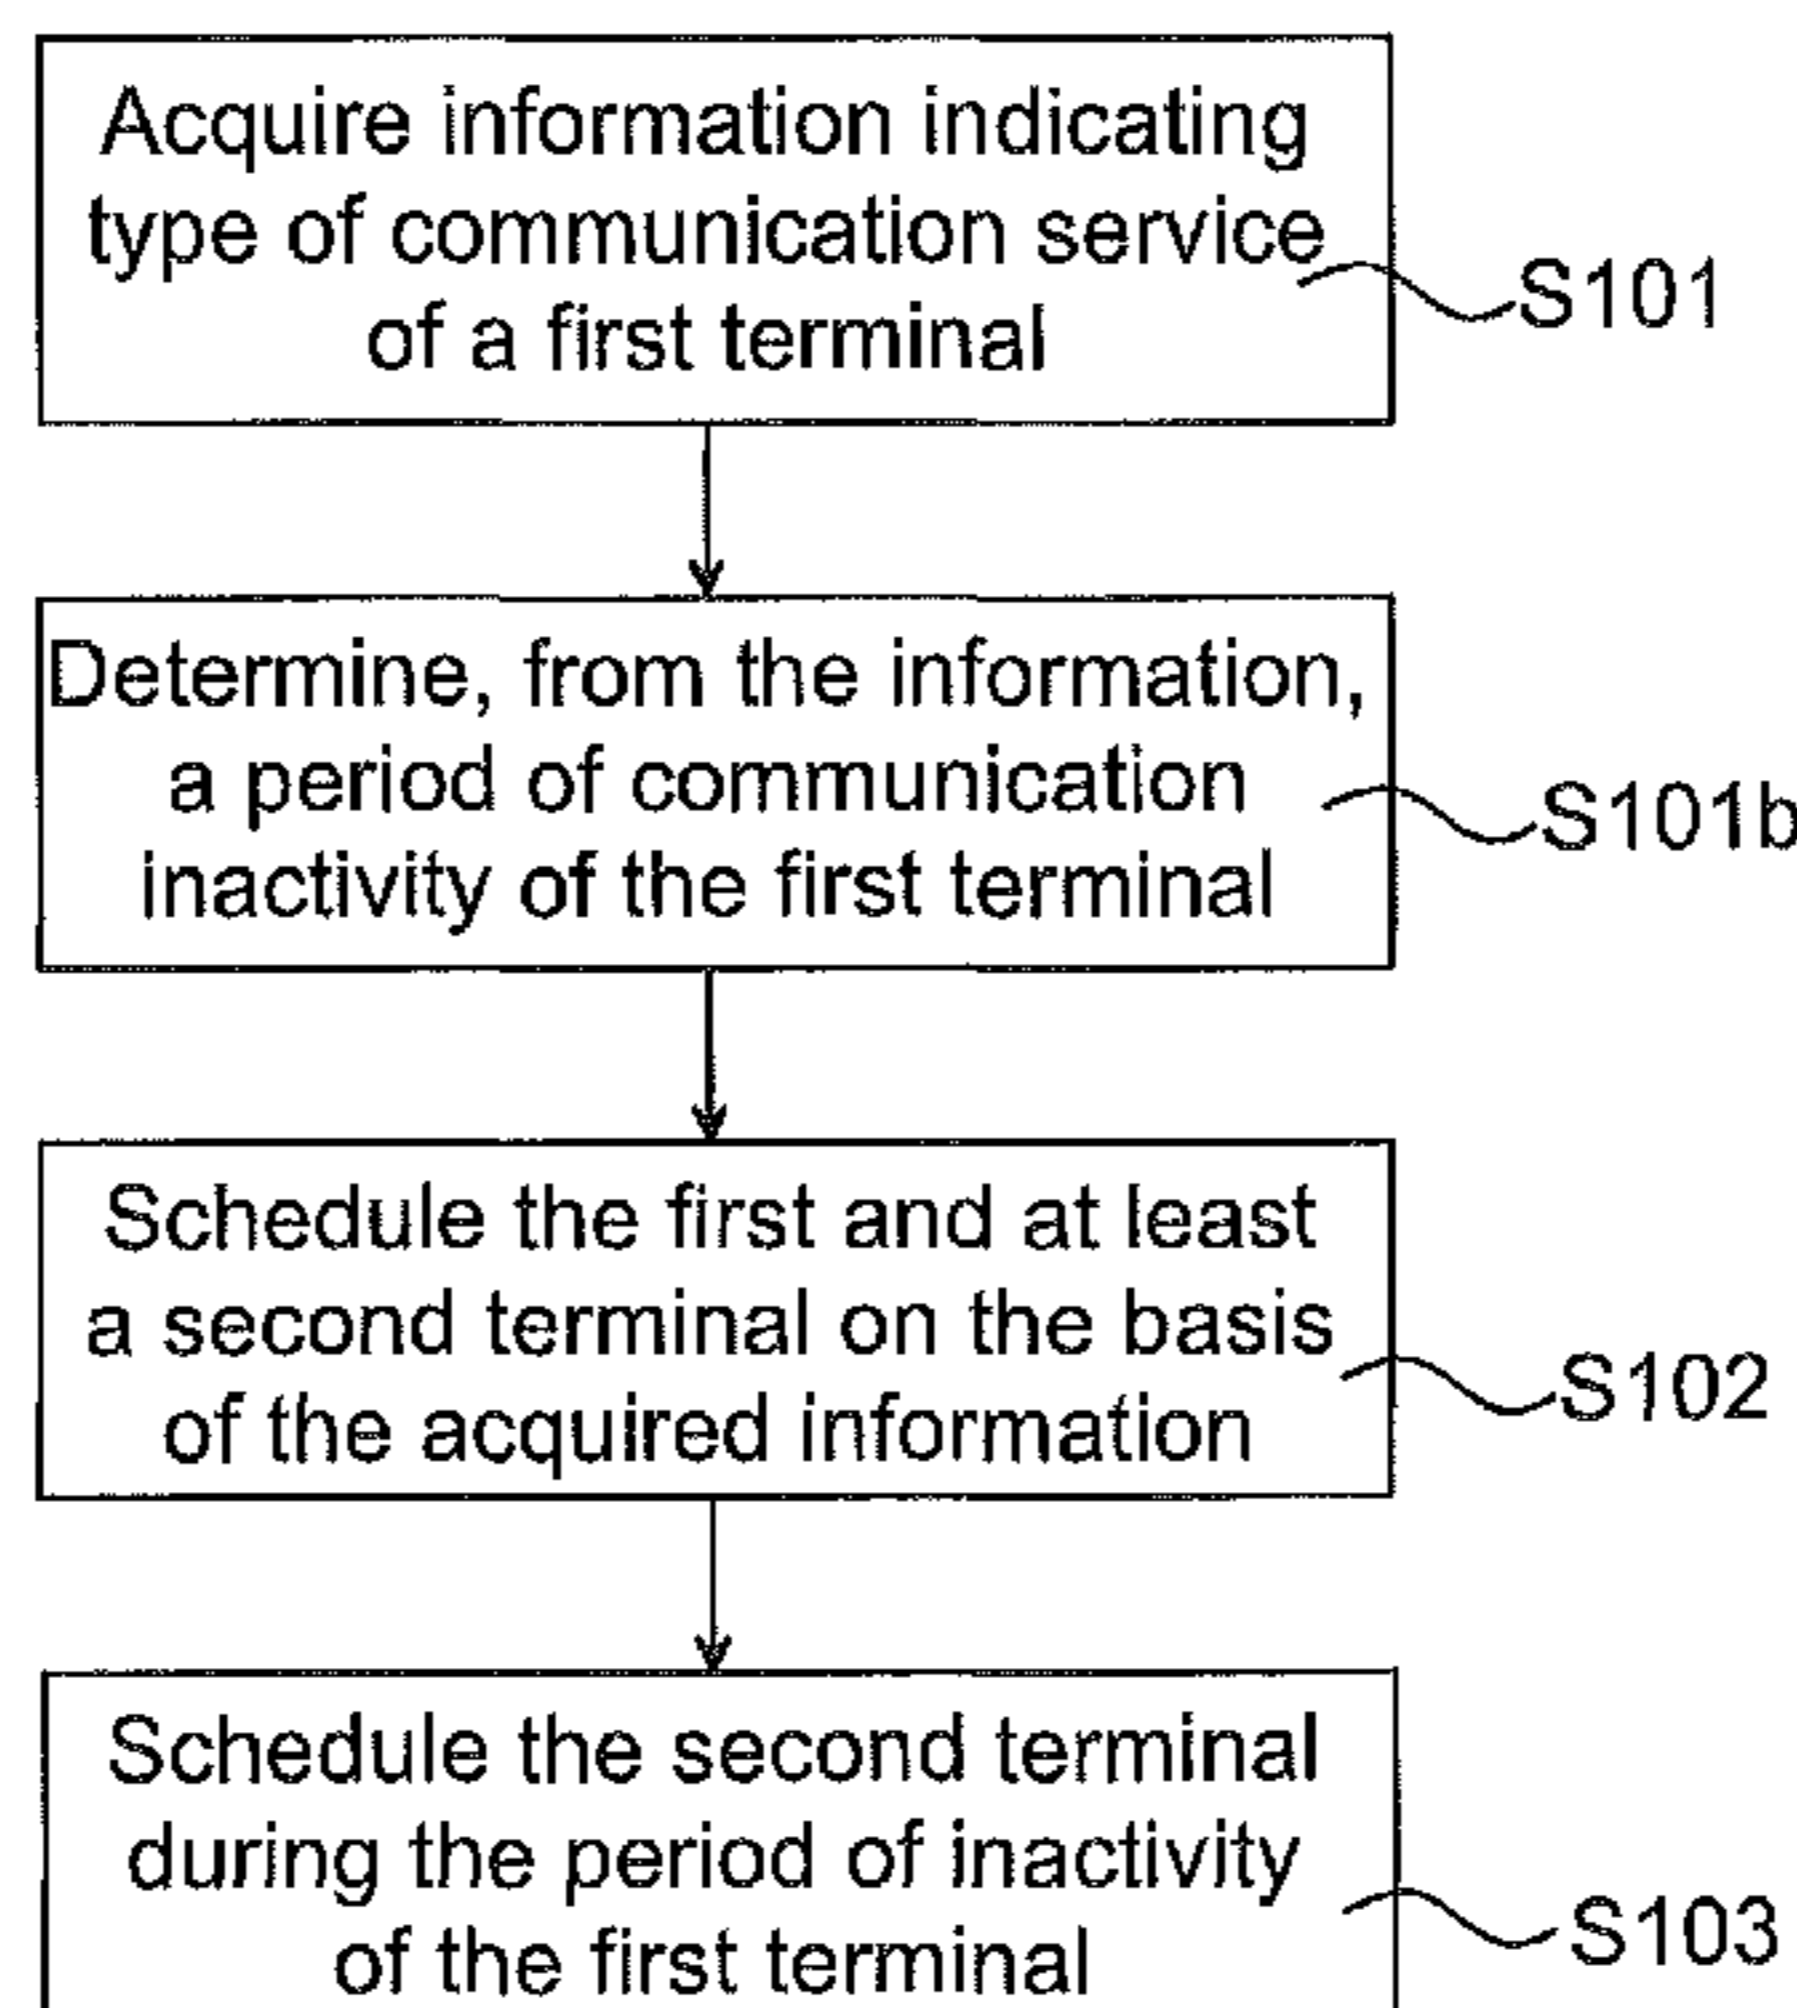 Acquire information indicating
type of communication service
of a first terminal
S101
Determine, from the information,
a period of communication
inactivity of the first terminal
S101b
Schedule the first and at least
a second terminal on the basis
of the acquired information
S102
Schedule the second terminal
during the period of inactivity
of the first terminal
S103